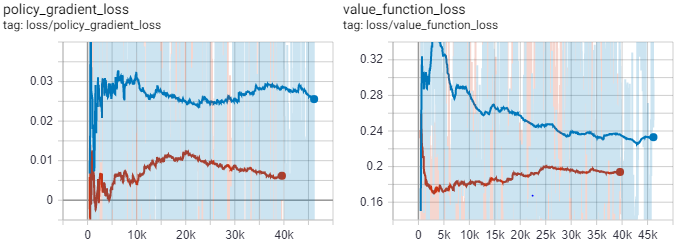 policy_gradient_loss
tag: loss/policy_gradient_loss
0.03
0.02
0.01
0
0 10k 20k 30k 40k
value_function_loss
tag: loss/value_function_loss
0.32
0.28
0.24
0.2
0.16
0 5k 10k 15k 20k 25k 30k 35k 40k 45k